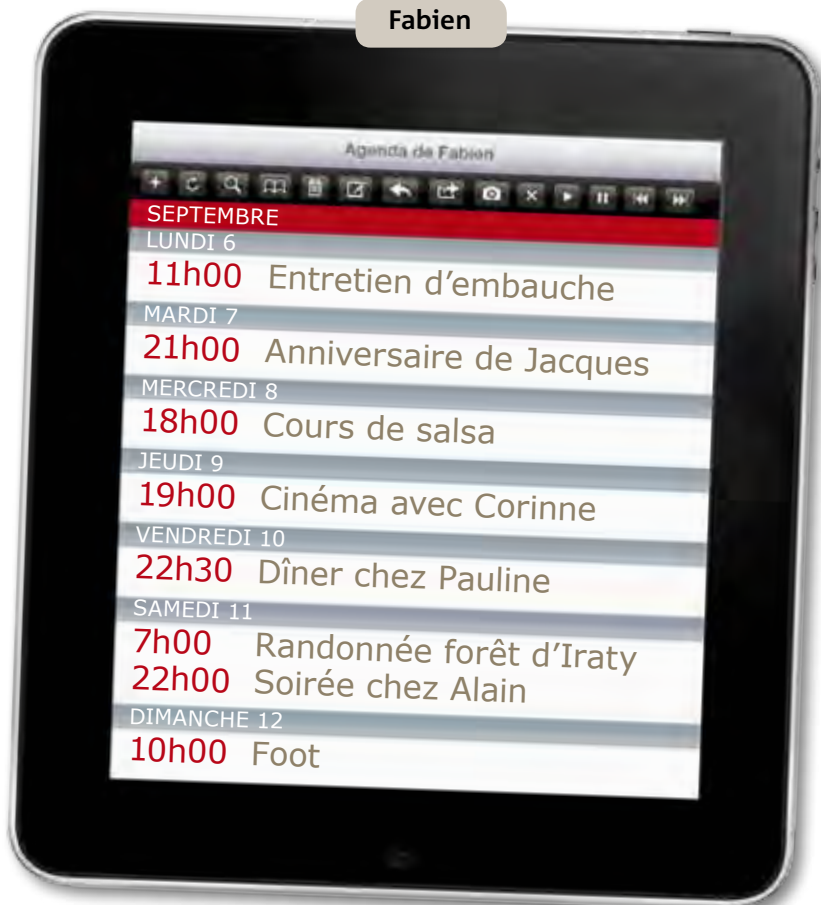 Fabien
Agenda de Fabien
SEPTEMBRE
LUNDI 6
11h00 Entretien d’embauche
MARDI 7
21h00 Anniversaire de Jacques
MERCREDI 8
18h00 Cours de salsa
JEUDI 9
19h00 Cinéma avec Corinne
VENDREDI 10
22h30 Dîner chez Pauline
SAMEDI 11
7h00 Randonnée forêt d’Iraty
22h00 Soirée chez Alain
DIMANCHE 12
10h00 Foot